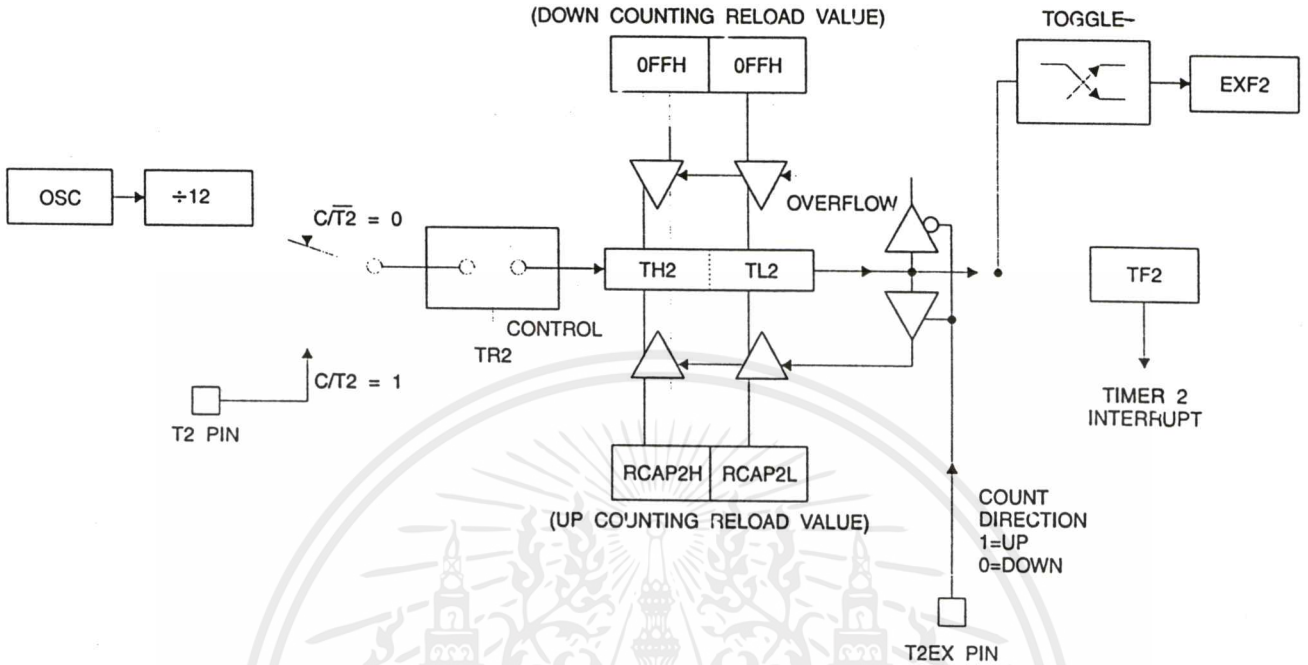 (DOWN COUNTING RELOAD VALUE)
TOGGLE-
0FFH
0FFH
EXF2
OSC
÷12
OVERFLOW
C/T2̅ = 0
TH2
TL2
TF2
CONTROL
TR2
C/T2 = 1
T2 PIN
TIMER 2
INTERRUPT
RCAP2H
RCAP2L
(UP COUNTING RELOAD VALUE)
COUNT
DIRECTION
1=UP
0=DOWN
T2EX PIN